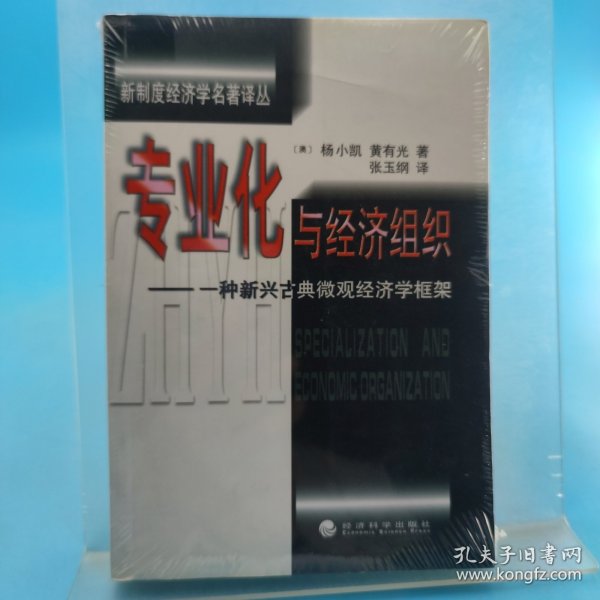 新制度经济学名著译丛
〔澳〕 杨小凯 黄有光 著
张玉纲 译
专业化与经济组织
——一种新兴古典微观经济学框架
SPECIALIZATION AND
ECONOMIC ORGANIZATION
经济科学出版社
Economic Science Press
孔夫子旧书网
www.kongfz.com